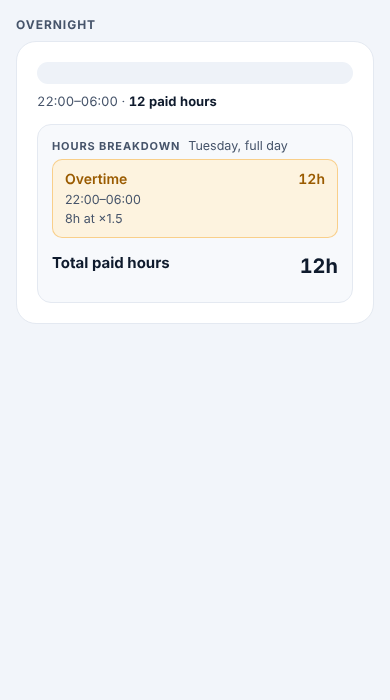 OVERNIGHT
22:00–06:00 · 12 paid hours
HOURS BREAKDOWN Tuesday, full day
Overtime 12h
22:00–06:00
8h at ×1.5
Total paid hours 12h